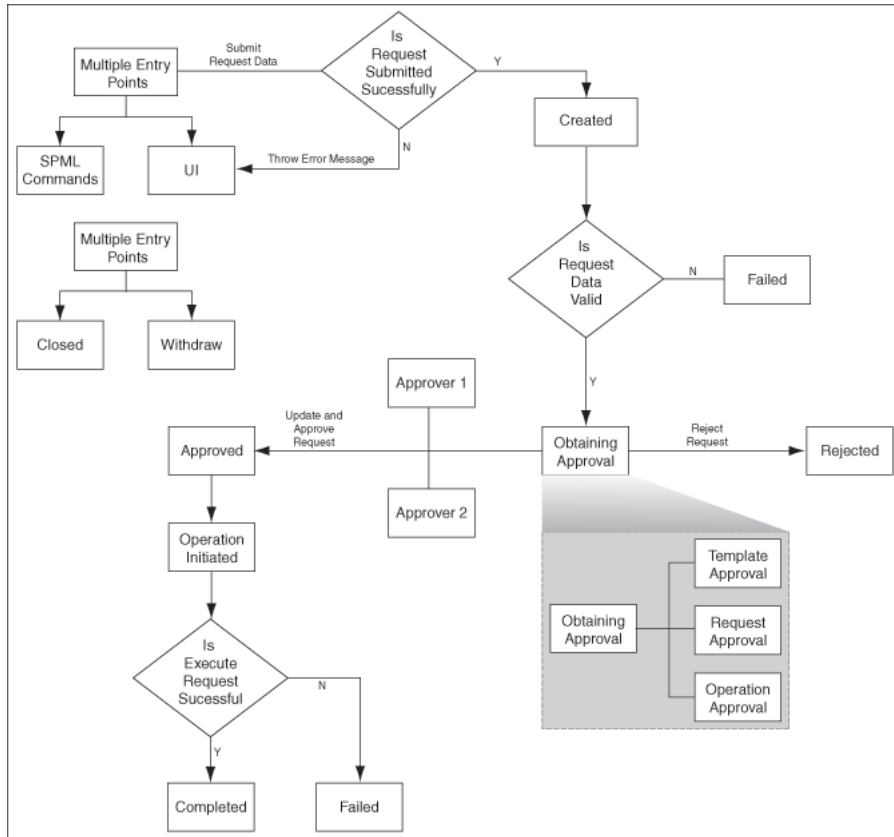 Multiple Entry
Points
Submit
Request Data
Is
Request
Submitted
Sucessfully
Y
Created
N
Throw Error Message
SPML
Commands
UI
Multiple Entry
Points
Closed
Withdraw
Is
Request
Data
Valid
N
Failed
Y
Approver 1
Update and
Approve
Request
Approved
Obtaining
Approval
Reject
Request
Rejected
Approver 2
Operation
Initiated
Template
Approval
Obtaining
Approval
Request
Approval
Operation
Approval
Is
Execute
Request
Sucessful
N
Y
Completed
Failed